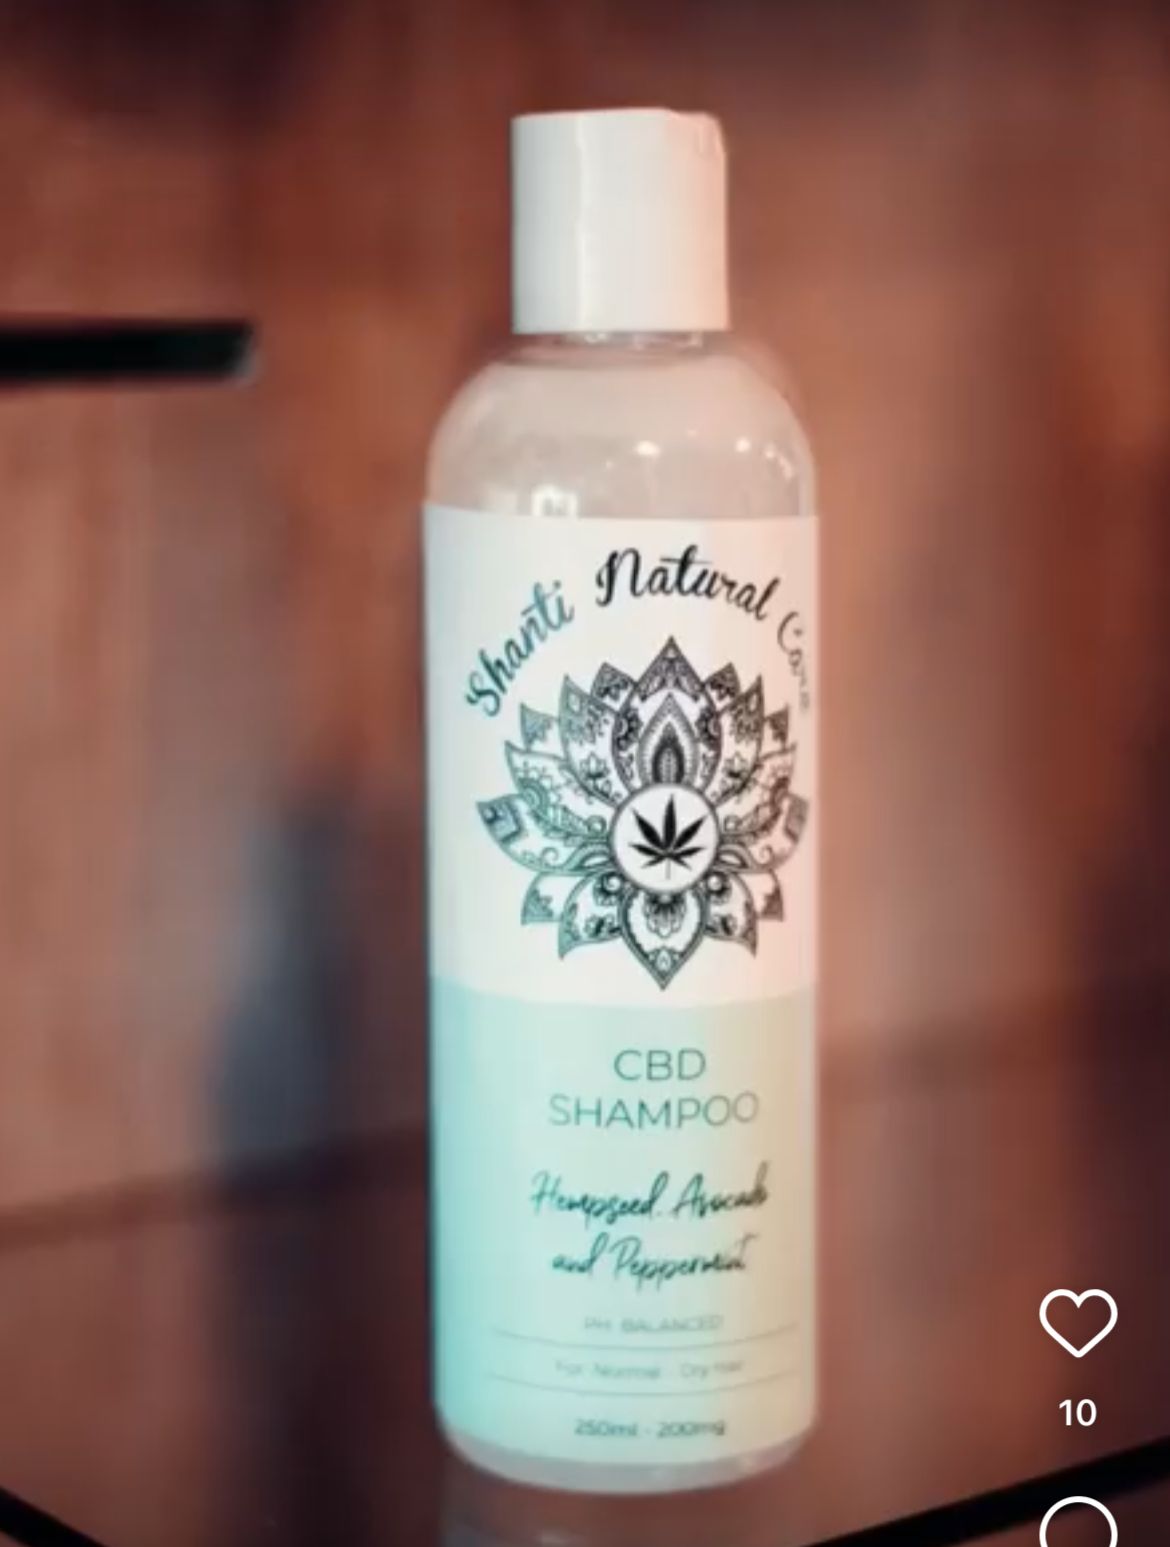 Shanti Natural Care
CBD
SHAMPOO
Hempseed, Avocado
and Peppermint
PH BALANCED
For Normal - Dry Hair
250ml - 200mg
10